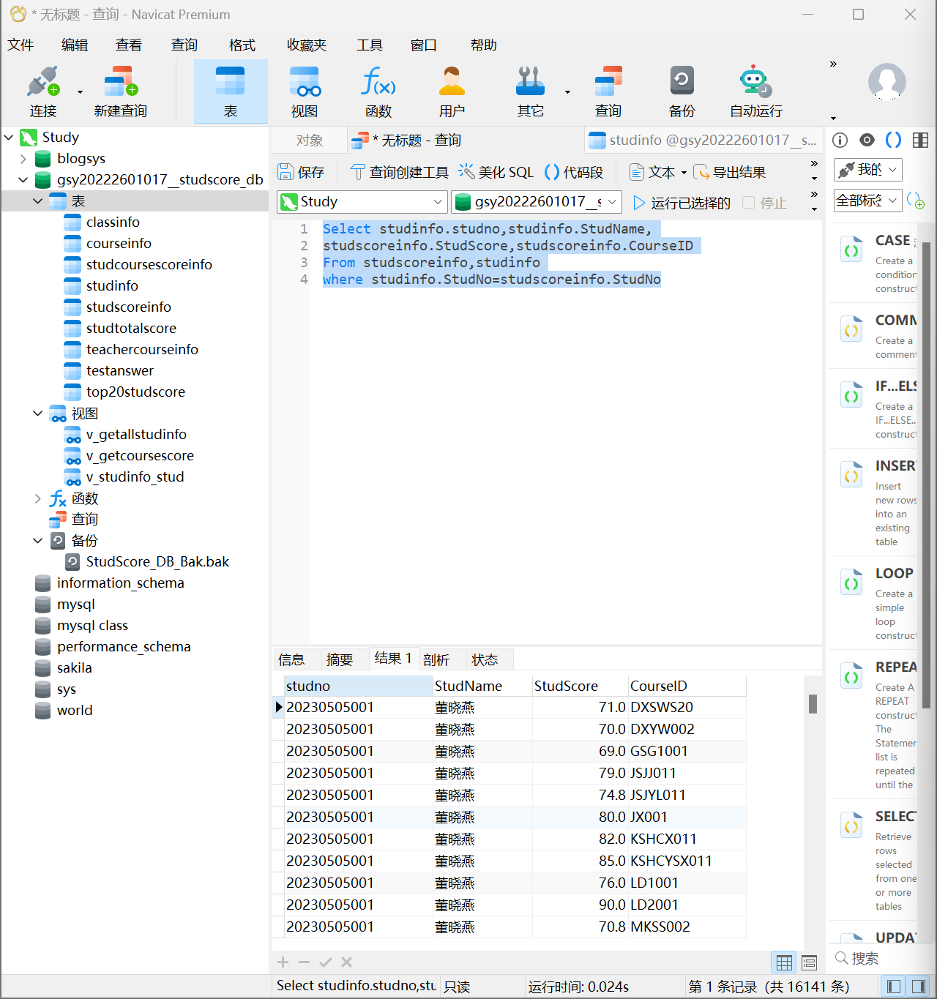 * 无标题 - 查询 - Navicat Premium
文件 编辑 查看 查询 格式 收藏夹 工具 窗口 帮助
连接 新建查询 表 视图 函数 用户 其它 查询 备份 自动运行
Study
blogsys
gsy20222601017__studscore_db
表
classinfo
courseinfo
studcoursescoreinfo
studinfo
studscoreinfo
studtotalscore
teachercourseinfo
testanswer
top20studscore
视图
v_getallstudinfo
v_getcoursescore
v_studinfo_stud
函数
查询
备份
StudScore_DB_Bak.bak
information_schema
mysql
mysql class
performance_schema
sakila
sys
world
对象 * 无标题 - 查询 studinfo @gsy20222601017__s...
保存 查询创建工具 美化 SQL 代码段 文本 导出结果
Study gsy20222601017__s 运行已选择的 停止
1 Select studinfo.studno,studinfo.StudName,
2 studscoreinfo.StudScore,studscoreinfo.CourseID
3 From studscoreinfo,studinfo
4 where studinfo.StudNo=studscoreinfo.StudNo
信息 摘要 结果 1 剖析 状态
studno StudName StudScore CourseID
20230505001 董晓燕 71.0 DXSWS20
20230505001 董晓燕 70.0 DXYW002
20230505001 董晓燕 69.0 GSG1001
20230505001 董晓燕 79.0 JSJJ011
20230505001 董晓燕 74.8 JSJYL011
20230505001 董晓燕 80.0 JX001
20230505001 董晓燕 82.0 KSHCX011
20230505001 董晓燕 85.0 KSHCYSX011
20230505001 董晓燕 76.0 LD1001
20230505001 董晓燕 90.0 LD2001
20230505001 董晓燕 70.8 MKSS002
Select studinfo.studno,stu 只读 运行时间: 0.024s 第 1 条记录 (共 16141 条)
我的
全部标签
CASE
Create a
condition
construct
COMM
Create a
comment
IF...ELSE
Create a
IF...ELSE...
construct
INSERT
Insert
new rows
into an
existing
table
LOOP
Create a
simple
loop
construct
REPEA
Create A
REPEAT
construct.
The
Statemen
list is
repeated
until the
SELECT
Retrieve
rows
selected
from one
or more
tables
UPDAT
搜索